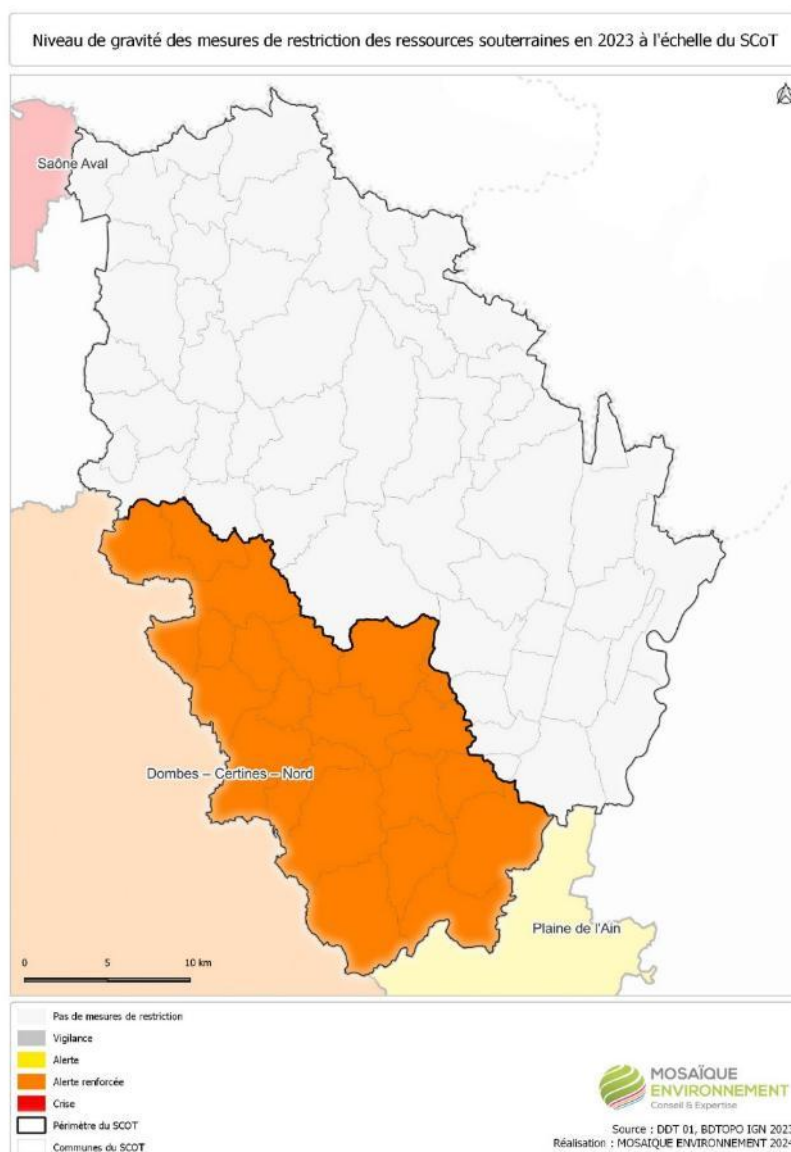 Niveau de gravité des mesures de restriction des ressources souterraines en 2023 à l'échelle du SCoT
Saône Aval
Dombes – Certines – Nord
Plaine de l'Ain
0 5 10 km
Pas de mesures de restriction
Vigilance
Alerte
Alerte renforcée
Crise
Périmètre du SCOT
Communes du SCOT
MOSAÏQUE
ENVIRONNEMENT
Conseil & Expertise
Source : DDT 01, BDTOPO IGN 2023
Réalisation : MOSAIQUE ENVIRONNEMENT 2024